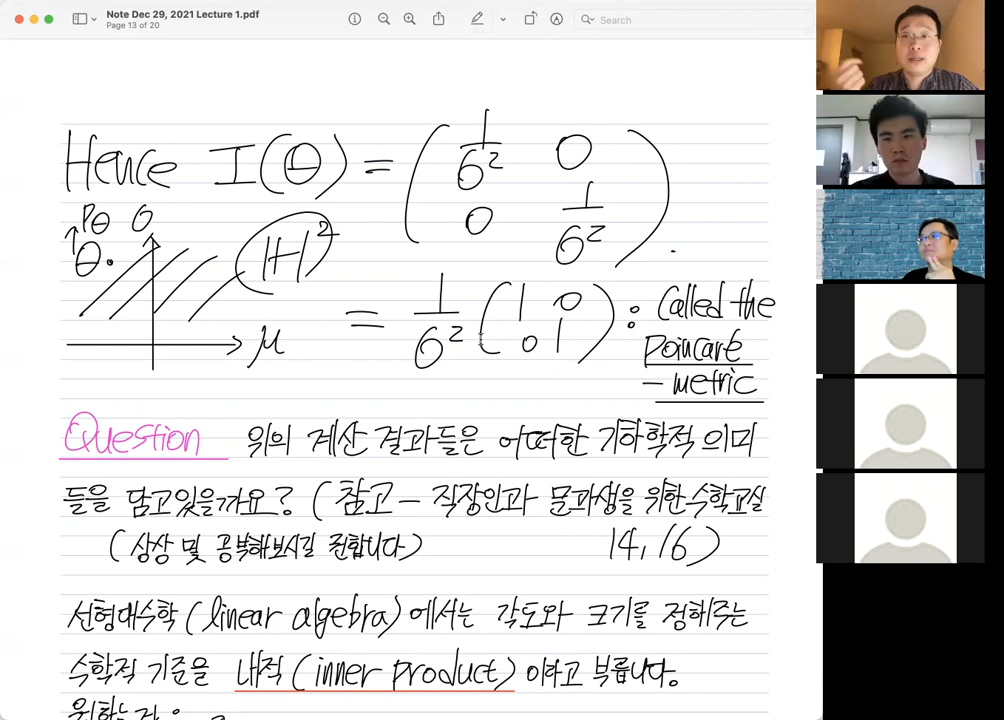 Note Dec 29, 2021 Lecture 1.pdf
Page 13 of 20
Search
Hence I(θ) = ( 1/σ² 0
0 1/σ² ).
Pθ σ
↑
θ. |H|²
μ
= 1/σ² ( 1 0
0 1 ) : called the
Poincaré
- metric
Question 위의 계산 결과들은 어떠한 기하학적 의미
들을 담고있을까요? (참고 - 직장인과 문과생을 위한 수학교실
(상상 및 공부해보시길 권합니다) 14, 16)
선형대수학(linear algebra)에서는 각도와 크기를 정해주는
수학적 기준을 내적(inner product)이라고 부릅니다.